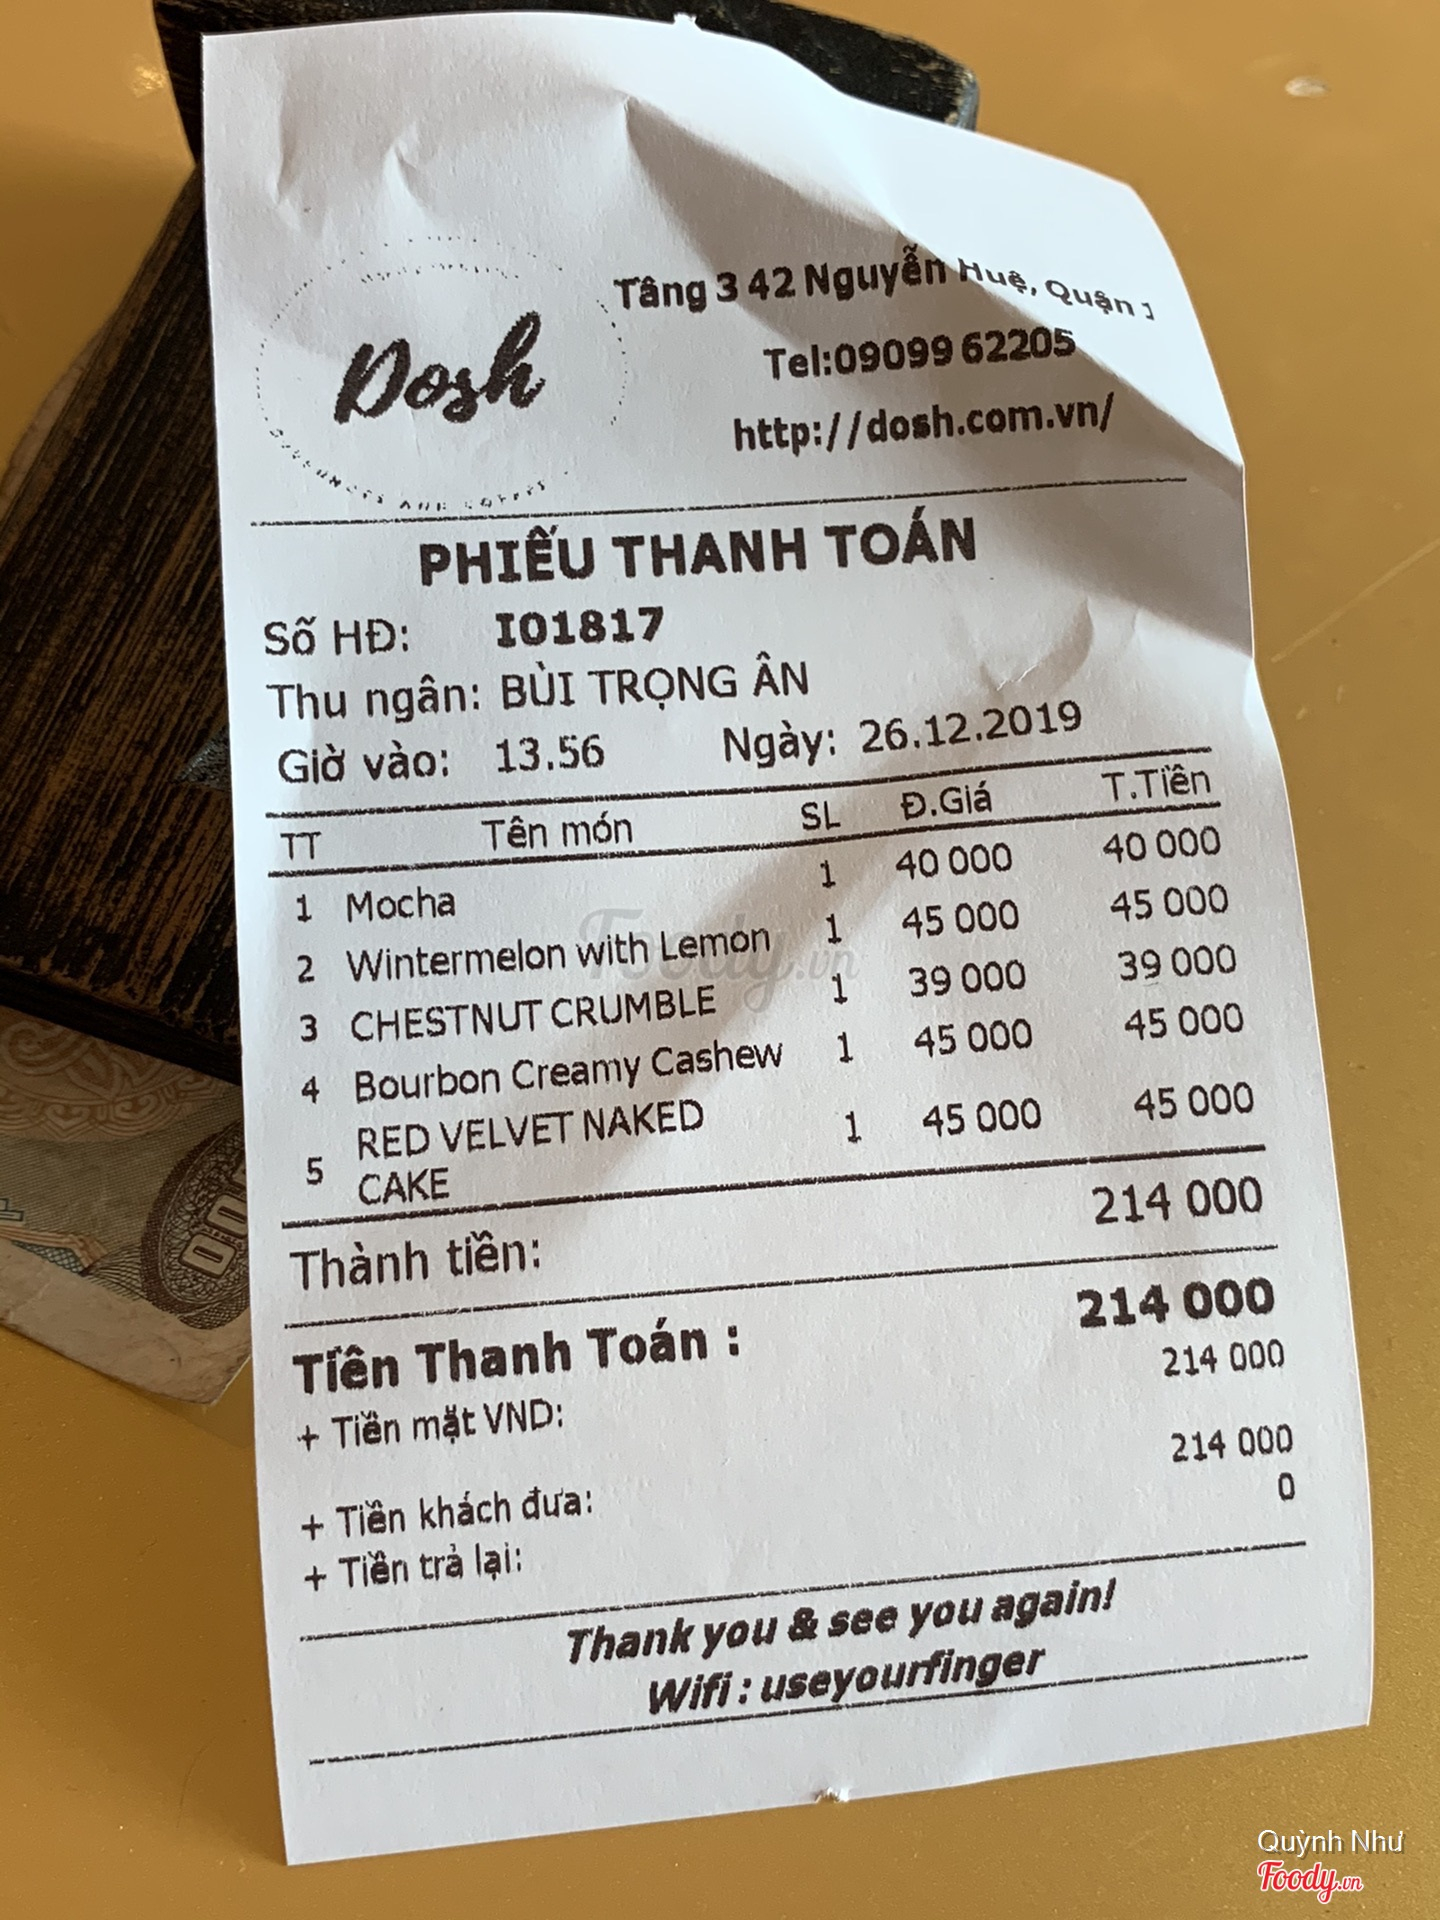 Dosh
Tầng 3 42 Nguyễn Huệ, Quận 1
Tel:09099 62205
http://dosh.com.vn/
PHIẾU THANH TOÁN
Số HĐ: I01817
Thu ngân: BÙI TRỌNG ÂN
Giờ vào: 13.56 Ngày: 26.12.2019
TT Tên món SL Đ.Giá T.Tiền
1 Mocha 1 40 000 40 000
2 Wintermelon with Lemon 1 45 000 45 000
3 CHESTNUT CRUMBLE 1 39 000 39 000
4 Bourbon Creamy Cashew 1 45 000 45 000
5 RED VELVET NAKED 1 45 000 45 000
CAKE
Thành tiền: 214 000
Tiền Thanh Toán : 214 000
+ Tiền mặt VND: 214 000
+ Tiền khách đưa: 214 000
+ Tiền trả lại: 0
Thank you & see you again!
Wifi : useyourfinger
Foody.vn
Quỳnh Như
Foody.vn